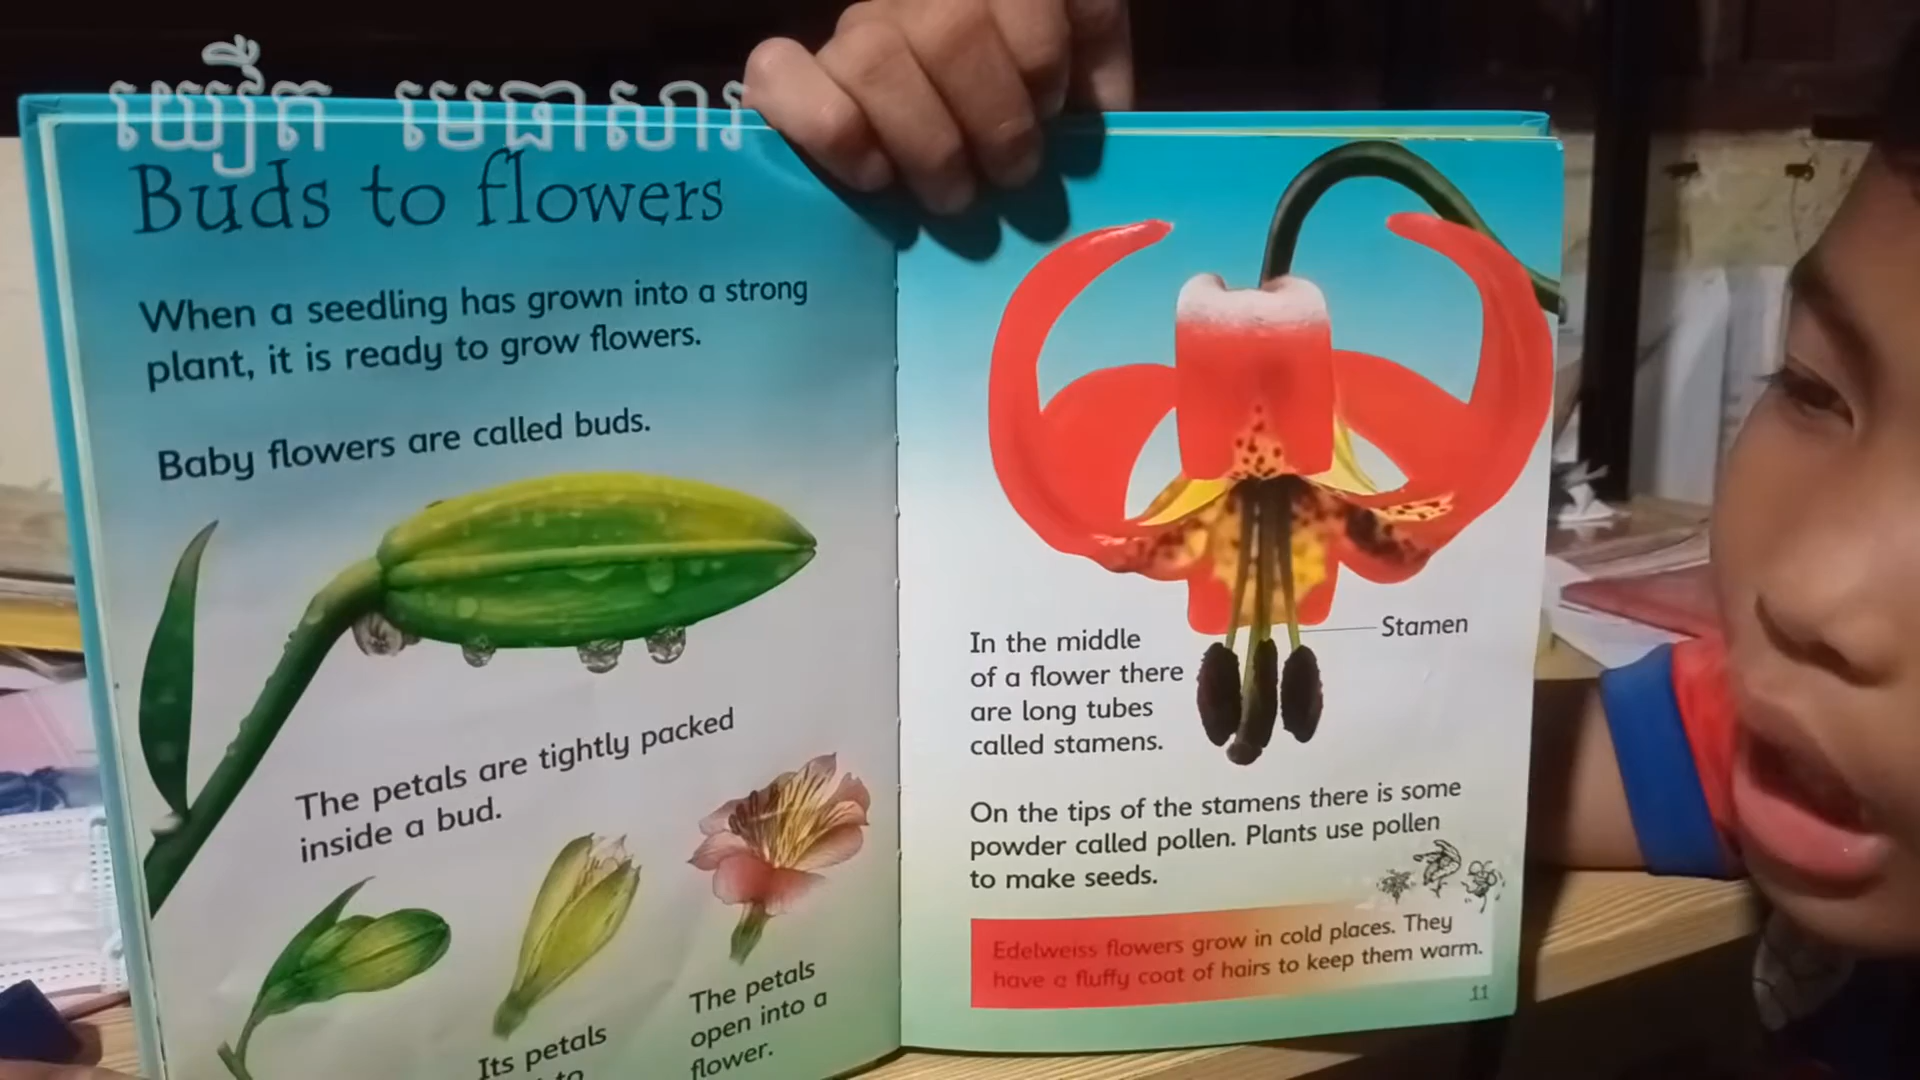 យឿត មេធាសារ
Buds to flowers
When a seedling has grown into a strong
plant, it is ready to grow flowers.
Baby flowers are called buds.
The petals are tightly packed
inside a bud.
Its petals
to
The petals
open into a
flower.
Stamen
In the middle
of a flower there
are long tubes
called stamens.
On the tips of the stamens there is some
powder called pollen. Plants use pollen
to make seeds.
Edelweiss flowers grow in cold places. They
have a fluffy coat of hairs to keep them warm.
11